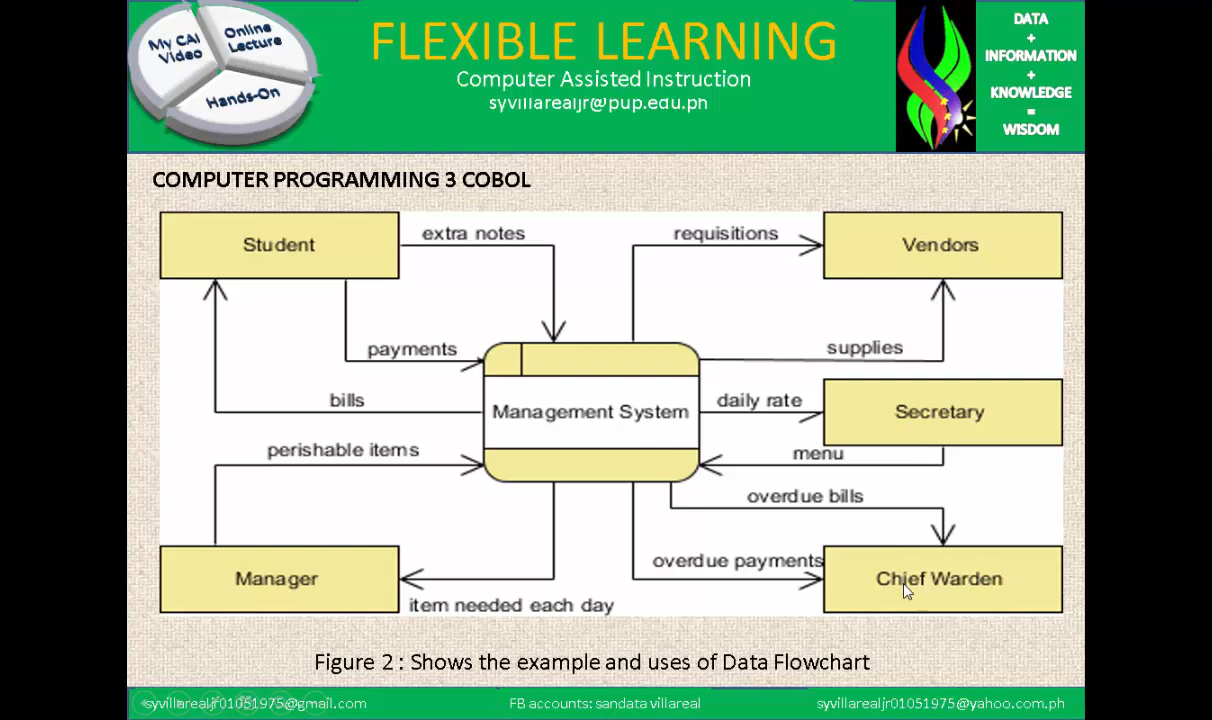 My CAI
Video
Online
Lecture
Hands-On
FLEXIBLE LEARNING
Computer Assisted Instruction
syvillarealjr@pup.edu.ph
DATA
+
INFORMATION
+
KNOWLEDGE
=
WISDOM
COMPUTER PROGRAMMING 3 COBOL
Student
extra notes
requisitions
Vendors
payments
supplies
bills
Management System
daily rate
Secretary
perishable items
menu
overdue bills
Manager
overdue payments
Chief Warden
item needed each day
Figure 2 : Shows the example and uses of Data Flowchart
syvillarealjr01051975@gmail.com
FB accounts: sandata villareal
syvillarealjr01051975@yahoo.com.ph